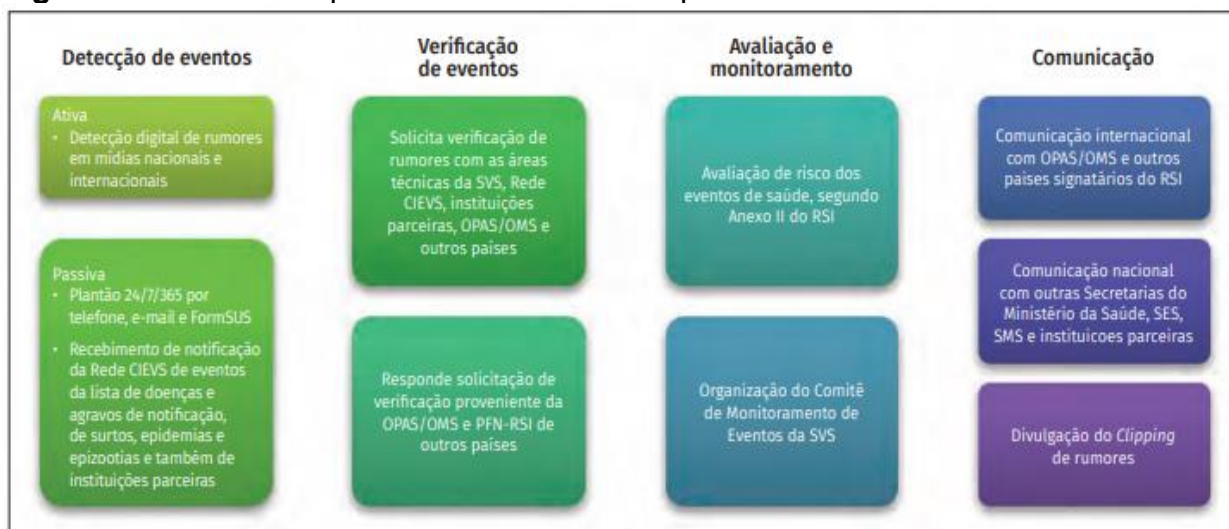 Detecção de eventos
Ativa
• Detecção digital de rumores
em mídias nacionais e
internacionais
Passiva
• Plantão 24/7/365 por
telefone, e-mail e FormSUS
• Recebimento de notificação
da Rede CIEVS de eventos
da lista de doenças e
agravos de notificação,
de surtos, epidemias e
epizootias e também de
instituições parceiras
Verificação
de eventos
Solicita verificação de
rumores com as áreas
técnicas da SVS, Rede
CIEVS, instituições
parceiras, OPAS/OMS e
outros países
Responde solicitação de
verificação proveniente da
OPAS/OMS e PFN-RSI de
outros países
Avaliação e
monitoramento
Avaliação de risco dos
eventos de saúde, segundo
Anexo II do RSI
Organização do Comitê
de Monitoramento de
Eventos da SVS
Comunicação
Comunicação internacional
com OPAS/OMS e outros
países signatários do RSI
Comunicação nacional
com outras Secretarias do
Ministério da Saúde, SES,
SMS e instituicoes parceiras
Divulgação do Clipping
de rumores